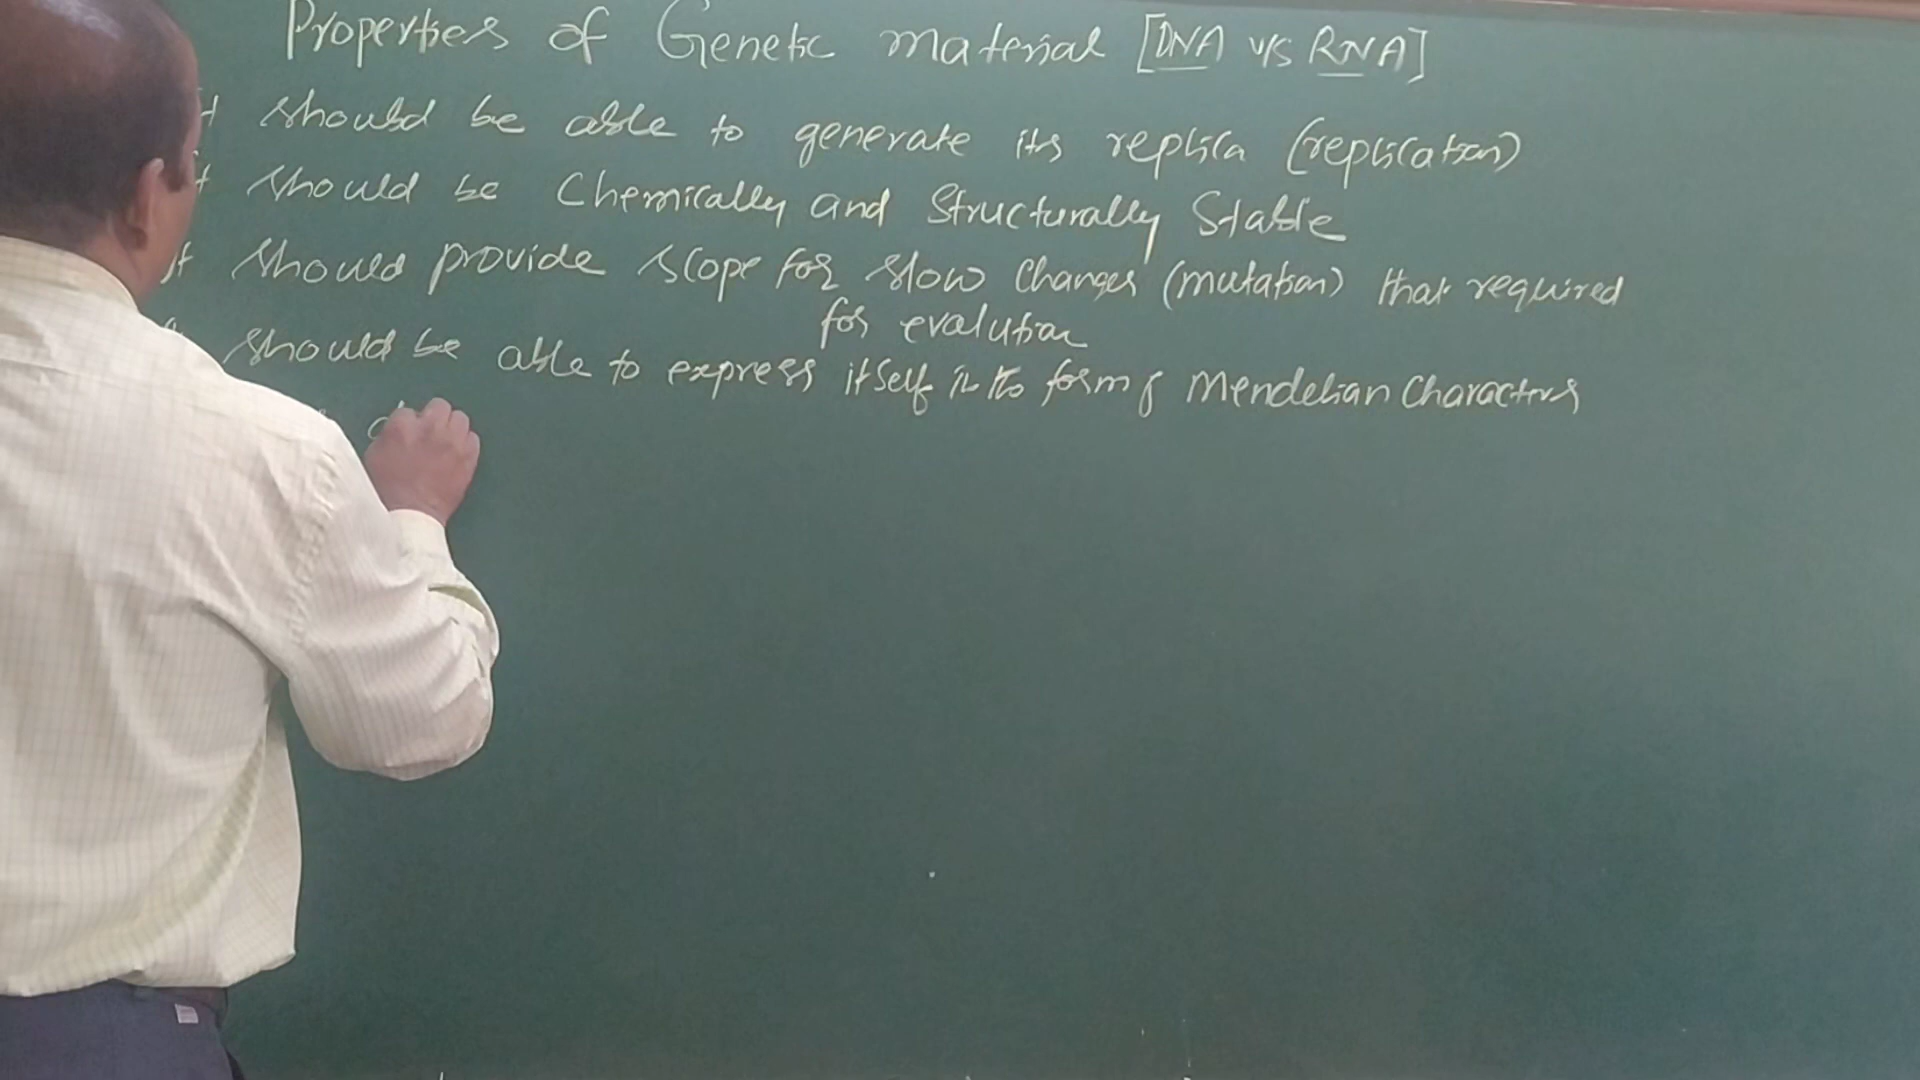 Properties of Genetic material [DNA v/s RNA]
It should be able to generate its replica (replication)
It should be Chemically and Structurally Stable
It should provide scope for slow changes (mutation) that required
for evalution
should be able to express itself in the form of Mendelian Characters